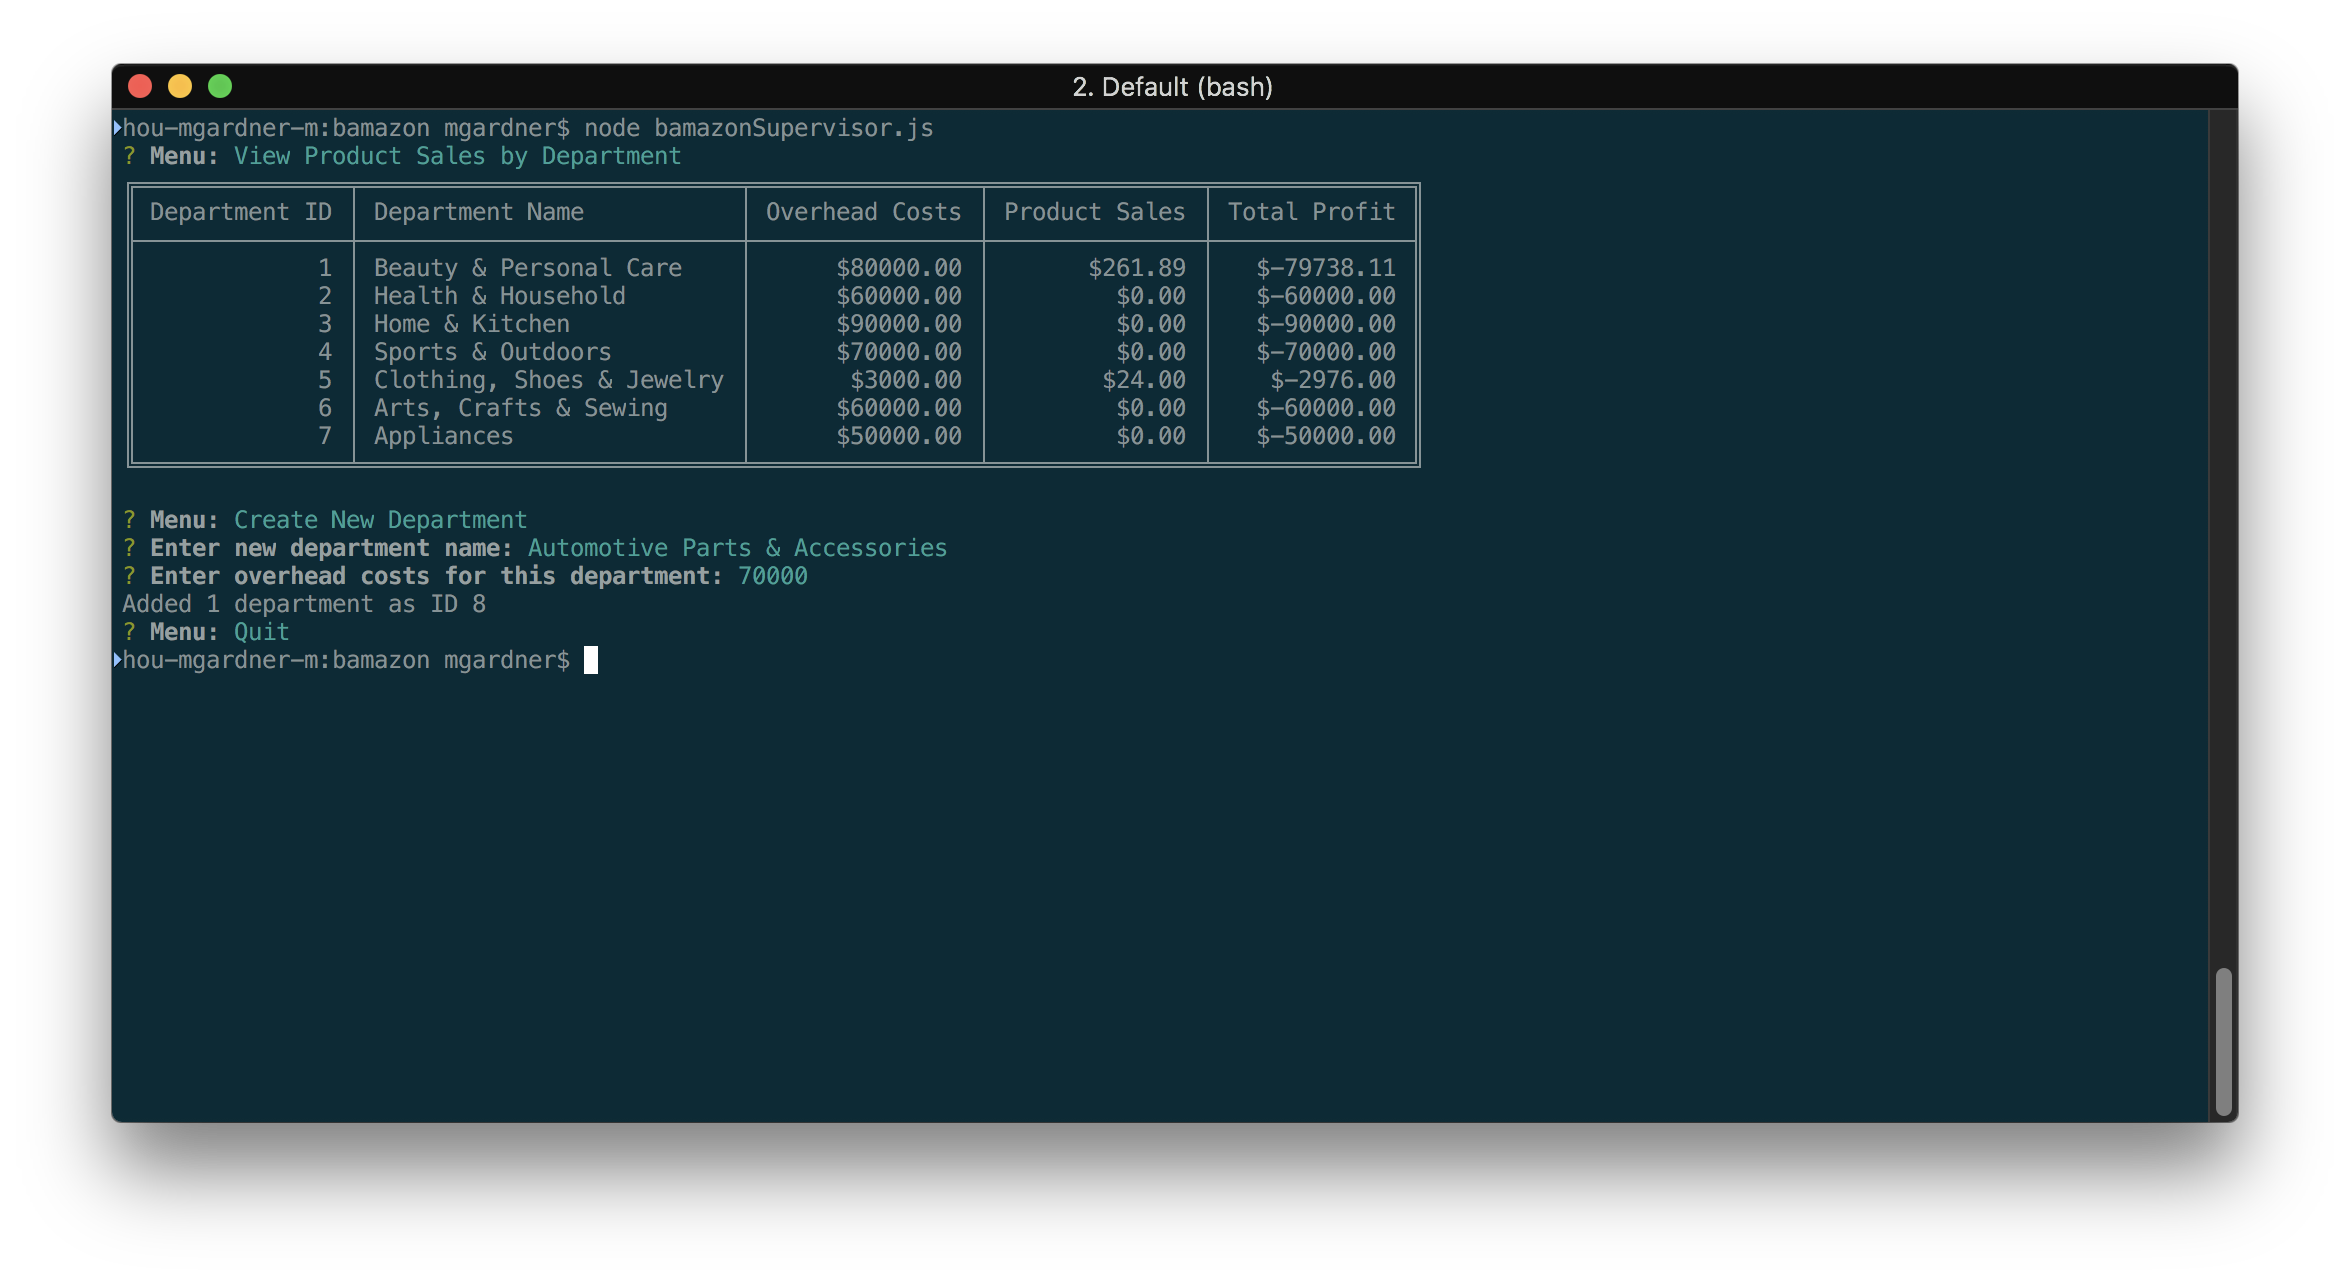 2. Default (bash)
hou-mgardner-m:bamazon mgardner$ node bamazonSupervisor.js
? Menu: View Product Sales by Department
Department ID Department Name Overhead Costs Product Sales Total Profit
1 Beauty & Personal Care $80000.00 $261.89 $-79738.11
2 Health & Household $60000.00 $0.00 $-60000.00
3 Home & Kitchen $90000.00 $0.00 $-90000.00
4 Sports & Outdoors $70000.00 $0.00 $-70000.00
5 Clothing, Shoes & Jewelry $3000.00 $24.00 $-2976.00
6 Arts, Crafts & Sewing $60000.00 $0.00 $-60000.00
7 Appliances $50000.00 $0.00 $-50000.00
? Menu: Create New Department
? Enter new department name: Automotive Parts & Accessories
? Enter overhead costs for this department: 70000
Added 1 department as ID 8
? Menu: Quit
hou-mgardner-m:bamazon mgardner$